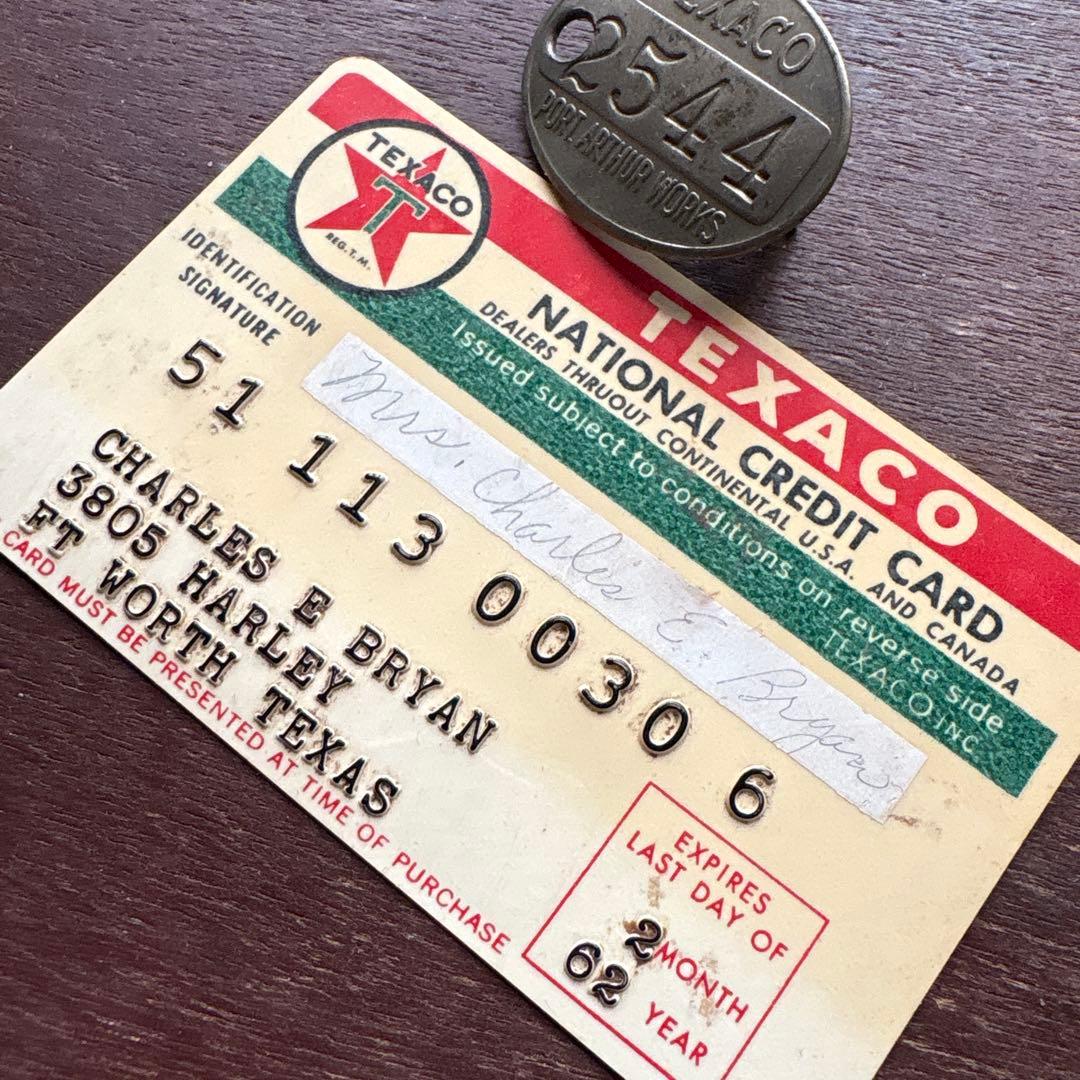 TEXACO
2544
PORT ARTHUR WORKS
TEXACO
T
REG. T.M.
TEXACO
NATIONAL CREDIT CARD
DEALERS THRUOUT CONTINENTAL U.S.A. AND CANADA
Issued subject to conditions on reverse side
TEXACO INC.
IDENTIFICATION
SIGNATURE
Mrs. Charles E. Bryan
51 113 0030 6
CHARLES E BRYAN
3805 HARLEY
FT WORTH TEXAS
CARD MUST BE PRESENTED AT TIME OF PURCHASE
EXPIRES
LAST DAY OF
2 MONTH
62 YEAR